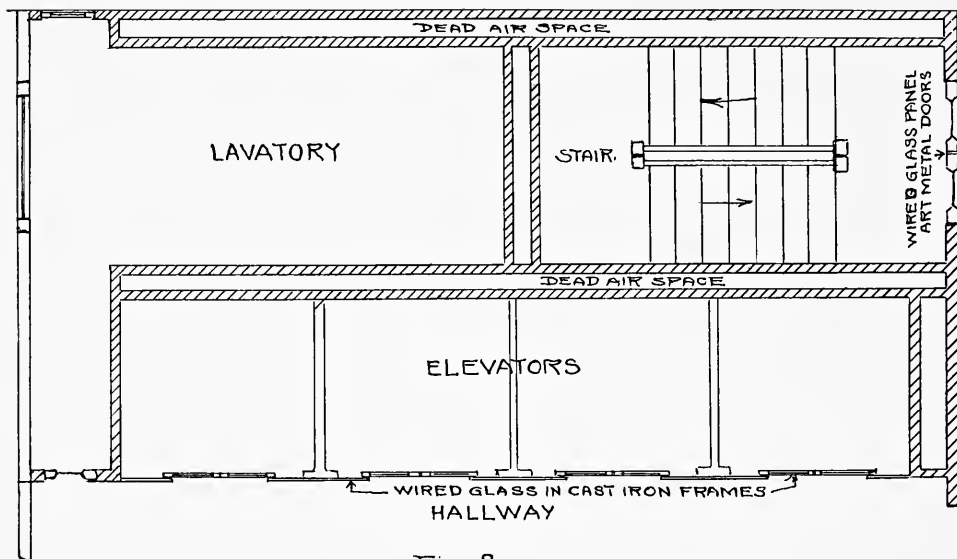 DEAD AIR SPACE
LAVATORY
STAIR.
WIRED GLASS PANEL
ART METAL DOORS
DEAD AIR SPACE
ELEVATORS
WIRED GLASS IN CAST IRON FRAMES
HALLWAY